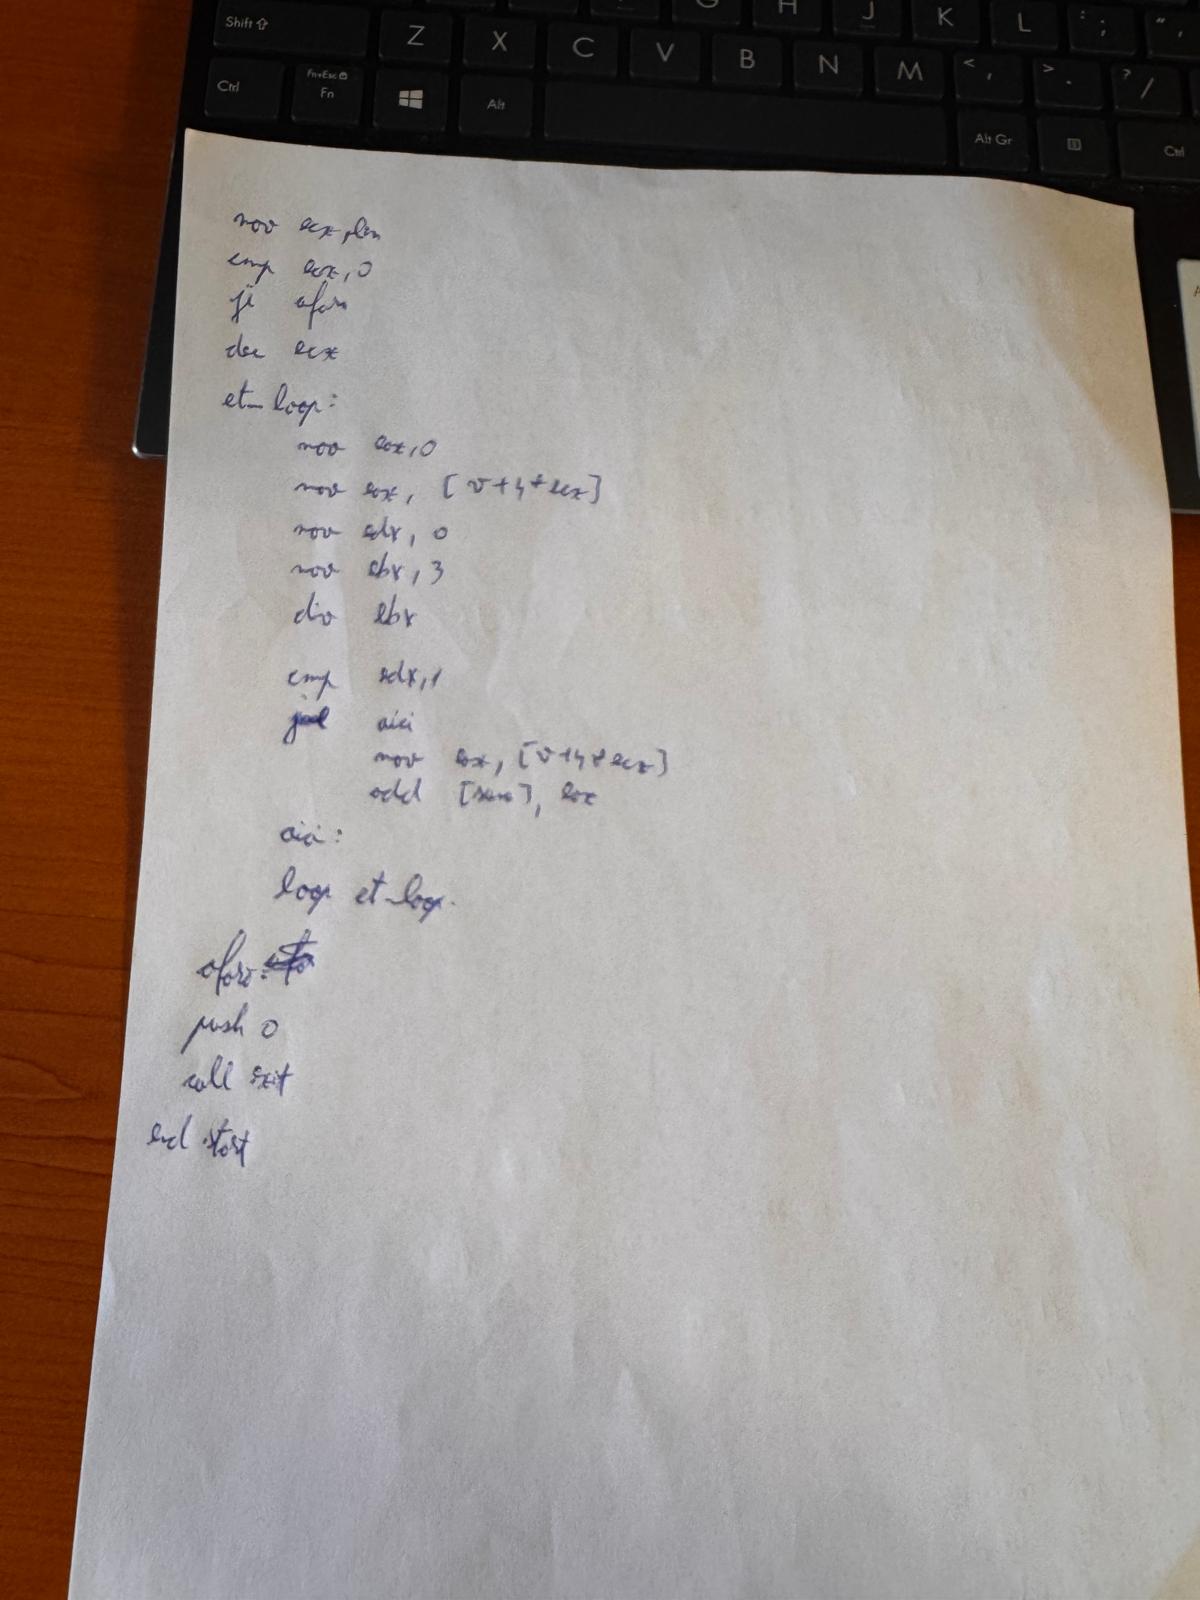 Shift
Z X C V B N M < , > . ? /
Ctrl Fn+Esc Fn Alt Alt Gr Ctrl
G H J K L : ;
mov ecx, len
cmp ecx, 0
afara
dec ecx
et_loop:
mov eax, 0
mov eax, [v+4*ecx]
mov edx, 0
mov ebx, 3
div ebx
cmp edx, 1
aici
mov eax, [v+4*ecx]
add [suma], eax
aici:
loop et_loop
afara:
push 0
call exit
end start